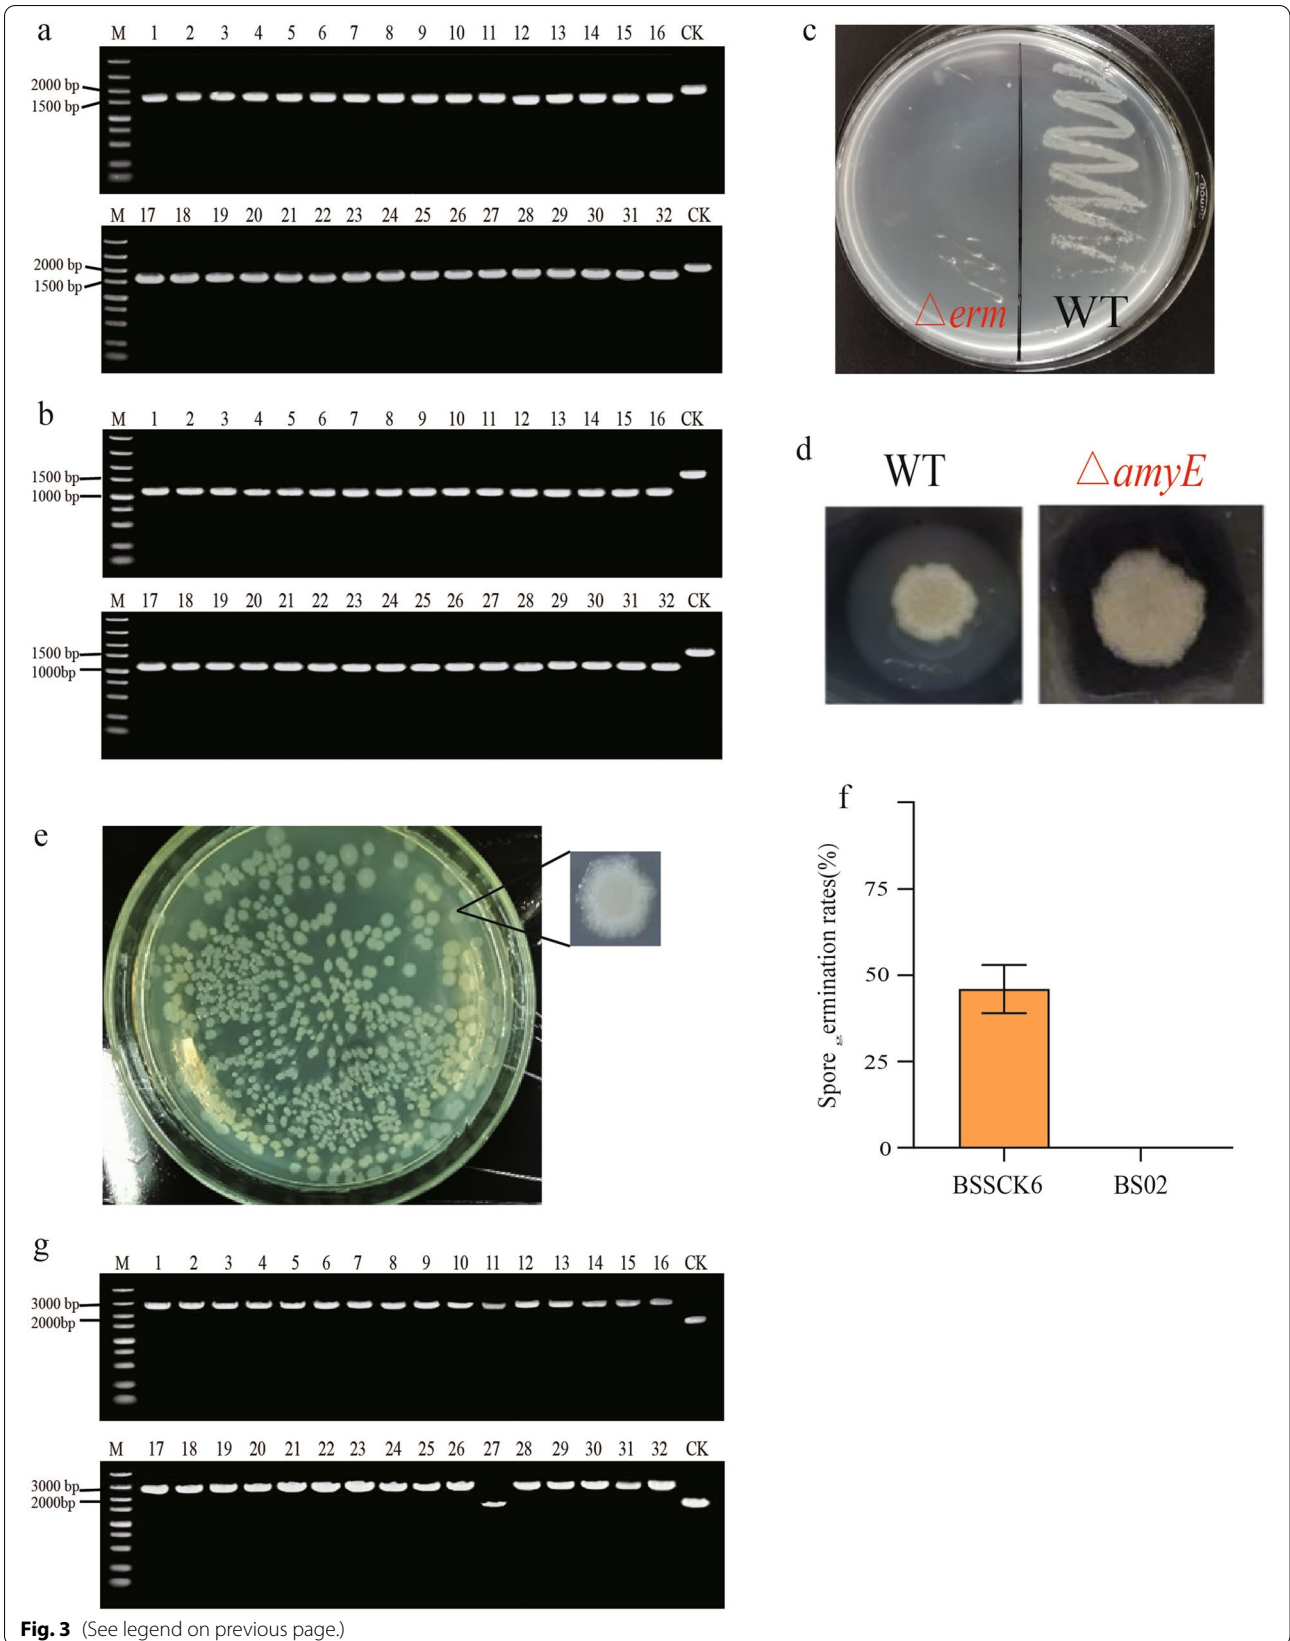 a
M 1 2 3 4 5 6 7 8 9 10 11 12 13 14 15 16 CK
2000 bp
1500 bp
M 17 18 19 20 21 22 23 24 25 26 27 28 29 30 31 32 CK
2000 bp
1500 bp
b
M 1 2 3 4 5 6 7 8 9 10 11 12 13 14 15 16 CK
1500 bp
1000 bp
M 17 18 19 20 21 22 23 24 25 26 27 28 29 30 31 32 CK
1500 bp
1000bp
c
△erm WT
d
WT △amyE
e
f
Spore germination rates(%)
75
50
25
0
BSSCK6 BS02
g
M 1 2 3 4 5 6 7 8 9 10 11 12 13 14 15 16 CK
3000 bp
2000bp
M 17 18 19 20 21 22 23 24 25 26 27 28 29 30 31 32 CK
3000 bp
2000bp
Fig. 3 (See legend on previous page.)